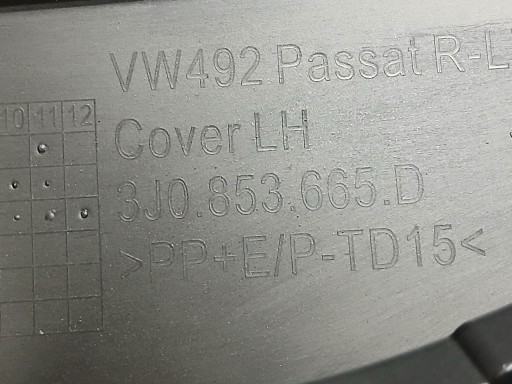 VW492 Passat R-L
10 11 12
Cover LH
3J0.853.665.D
>PP+E/P-TD15<